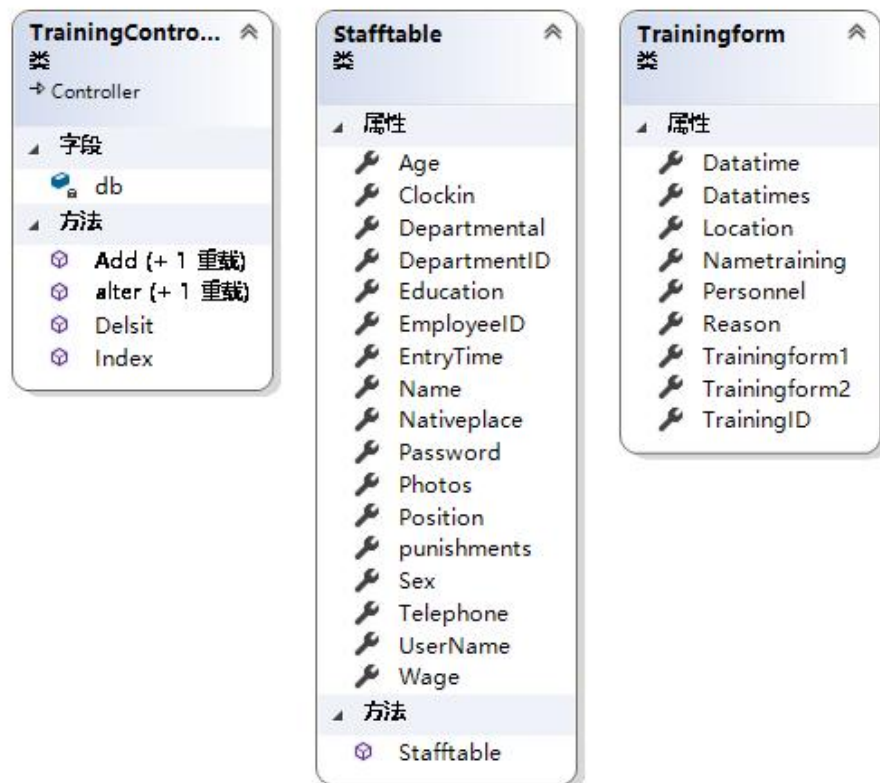 TrainingContro...
类
Controller
字段
db
方法
Add (+ 1 重载)
alter (+ 1 重载)
Delsit
Index
Stafftable
类
属性
Age
Clockin
Departmental
DepartmentID
Education
EmployeeID
EntryTime
Name
Nativeplace
Password
Photos
Position
punishments
Sex
Telephone
UserName
Wage
方法
Stafftable
Trainingform
类
属性
Datatime
Datatimes
Location
Nametraining
Personnel
Reason
Trainingform1
Trainingform2
TrainingID